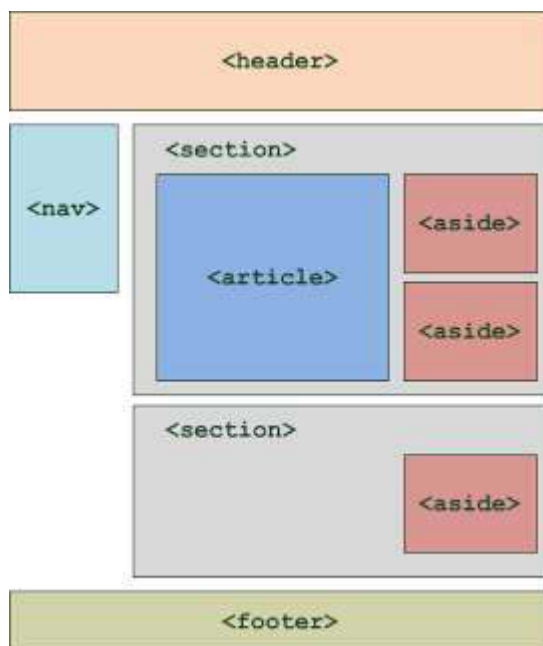 <header>
<section>
<nav>
<aside>
<article>
<aside>
<section>
<aside>
<footer>